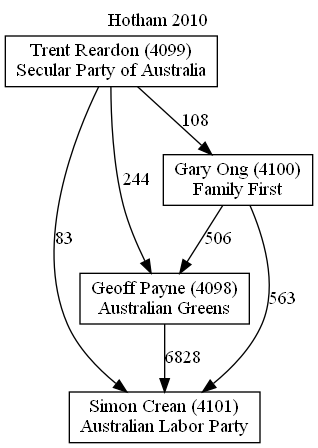 Hotham 2010
Trent Reardon (4099)
Secular Party of Australia
108
Gary Ong (4100)
Family First
244
83
506
563
Geoff Payne (4098)
Australian Greens
6828
Simon Crean (4101)
Australian Labor Party